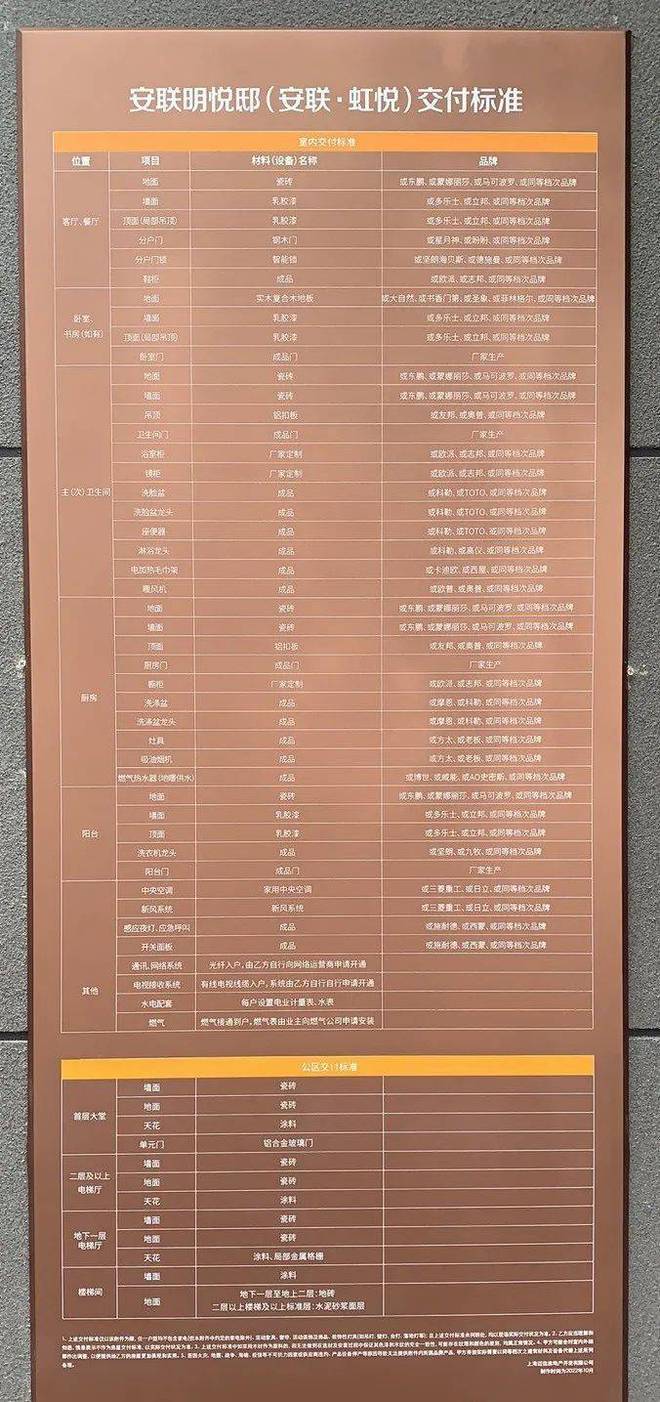 安联明悦邸(安联·虹悦)交付标准
室内交付标准
位置 项目 材料(设备)名称 品牌
客厅、餐厅
地面 瓷砖 或东鹏、或蒙娜丽莎、或马可波罗、或同等档次品牌
墙面 乳胶漆 或多乐士、或立邦、或同等档次品牌
顶面(局部吊顶) 乳胶漆 或多乐士、或立邦、或同等档次品牌
分户门 钢木门 或星月神、或盼盼、或同等档次品牌
分户门锁 智能锁 或坚朗海贝斯、或德施曼、或同等档次品牌
鞋柜 成品 或欧派、或志邦、或同等档次品牌
卧室、
书房(如有)
地面 实木复合木地板 或大自然、或书香门第、或圣象、或菲林格尔、或同等档次品牌
墙面 乳胶漆 或多乐士、或立邦、或同等档次品牌
顶面(局部吊顶) 乳胶漆 或多乐士、或立邦、或同等档次品牌
卧室门 成品门 厂家生产
主(次)卫生间
地面 瓷砖 或东鹏、或蒙娜丽莎、或马可波罗、或同等档次品牌
墙面 瓷砖 或东鹏、或蒙娜丽莎、或马可波罗、或同等档次品牌
吊顶 铝扣板 或友邦、或奥普、或同等档次品牌
卫生间门 成品门 厂家生产
浴室柜 厂家定制 或欧派、或志邦、或同等档次品牌
镜柜 厂家定制 或欧派、或志邦、或同等档次品牌
洗脸盆 成品 或科勒、或TOTO、或同等档次品牌
洗脸盆龙头 成品 或科勒、或TOTO、或同等档次品牌
座便器 成品 或科勒、或TOTO、或同等档次品牌
淋浴龙头 成品 或科勒、或高仪、或同等档次品牌
电加热毛巾架 成品 或卡迪欧、或西屋、或同等档次品牌
暖风机 成品 或欧普、或奥普、或同等档次品牌
厨房
地面 瓷砖 或东鹏、或蒙娜丽莎、或马可波罗、或同等档次品牌
墙面 瓷砖 或东鹏、或蒙娜丽莎、或马可波罗、或同等档次品牌
顶面 铝扣板 或友邦、或奥普、或同等档次品牌
厨房门 成品门 厂家生产
橱柜 厂家定制 或欧派、或志邦、或同等档次品牌
洗涤盆 成品 或摩恩、或科勒、或同等档次品牌
洗涤盆龙头 成品 或摩恩、或科勒、或同等档次品牌
灶具 成品 或方太、或老板、或同等档次品牌
吸油烟机 成品 或方太、或老板、或同等档次品牌
燃气热水器(地暖供水) 成品 或博世、或威能、或AO史密斯、或同等档次品牌
阳台
地面 瓷砖 或东鹏、或蒙娜丽莎、或马可波罗、或同等档次品牌
墙面 乳胶漆 或多乐士、或立邦、或同等档次品牌
顶面 乳胶漆 或多乐士、或立邦、或同等档次品牌
洗衣机龙头 成品 或坚朗、或九牧、或同等档次品牌
阳台门 成品门 厂家生产
其他
中央空调 家用中央空调 或三菱重工、或日立、或同等档次品牌
新风系统 新风系统 或三菱重工、或日立、或同等档次品牌
感应夜灯、应急呼叫 成品 或施耐德、或西蒙、或同等档次品牌
开关面板 成品 或施耐德、或西蒙、或同等档次品牌
通讯、网络系统 光纤入户,由乙方自行向网络运营商申请开通
电视接收系统 有线电视线缆入户,系统由乙方自行自行申请开通
水电配套 每户设置电业计量表、水表
燃气 燃气接通到户,燃气表由业主向燃气公司申请安装
公区交付标准
首层大堂
墙面 瓷砖
地面 瓷砖
天花 涂料
单元门 铝合金玻璃门
二层及以上
电梯厅
墙面 瓷砖
地面 瓷砖
天花 涂料
地下一层
电梯厅
墙面 瓷砖
地面 瓷砖
天花 涂料、局部金属格栅
楼梯间
墙面 涂料
地面 地下一层至地上二层:地砖
二层以上楼梯及以上标准层:水泥砂浆面层
制作时间为2022年10月